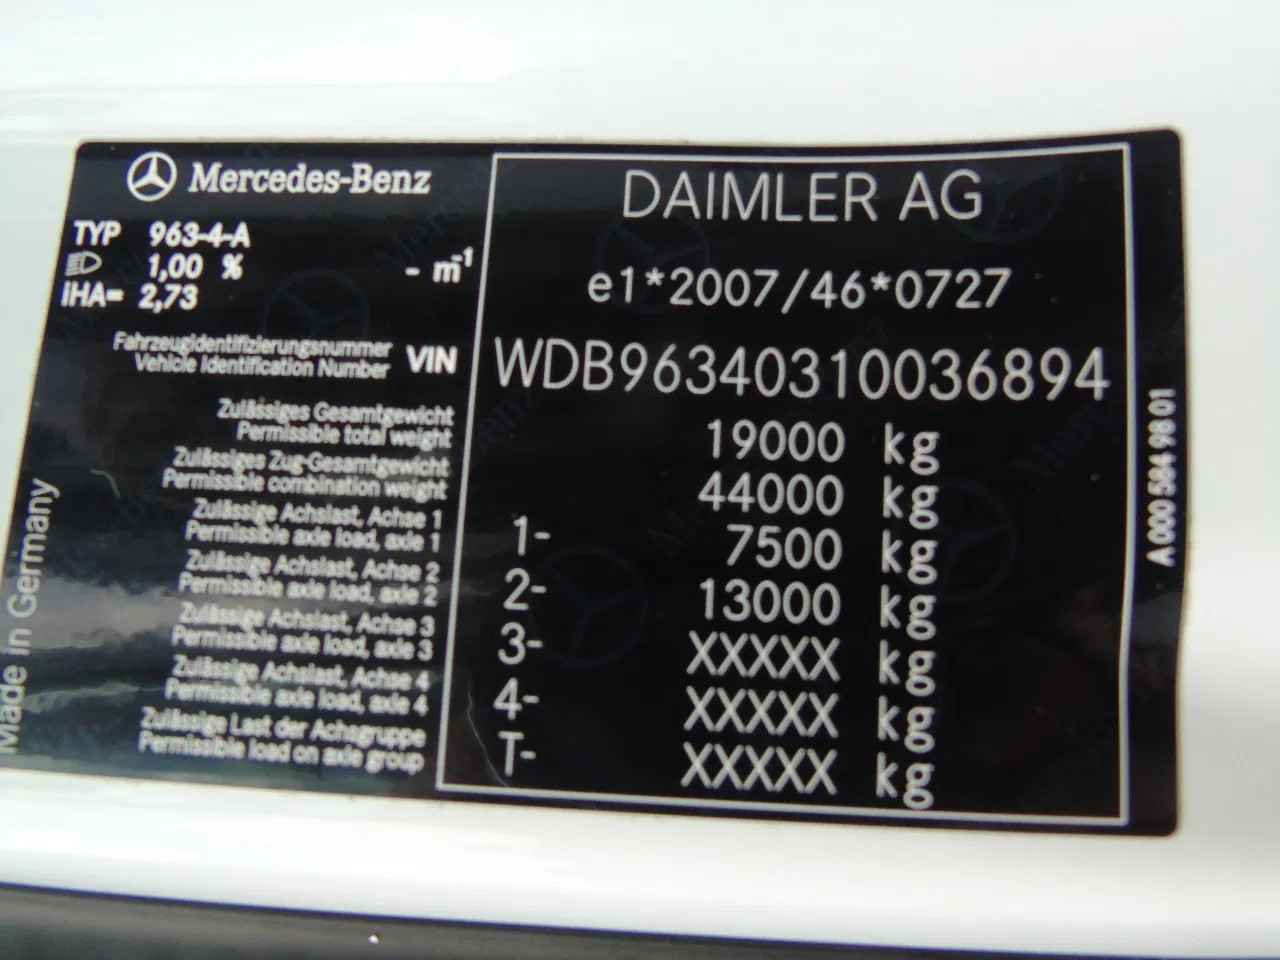 Mercedes-Benz
TYP 963-4-A
1,00 % - m⁻¹
iHA= 2,73
Fahrzeugidentifizierungsnummer
Vehicle Identification Number
VIN
Zulässiges Gesamtgewicht
Permissible total weight
Zulässiges Zug-Gesamtgewicht
Permissible combination weight
Zulässige Achslast, Achse 1
Permissible axle load, axle 1
Zulässige Achslast, Achse 2
Permissible axle load, axle 2
Zulässige Achslast, Achse 3
Permissible axle load, axle 3
Zulässige Achslast, Achse 4
Permissible axle load, axle 4
Zulässige Last der Achsgruppe
Permissible load on axle group
Made in Germany
DAIMLER AG
e1*2007/46*0727
WDB96340310036894
19000 kg
44000 kg
1- 7500 kg
2- 13000 kg
3- XXXXX kg
4- XXXXX kg
T- XXXXX kg
A 000 584 98 01